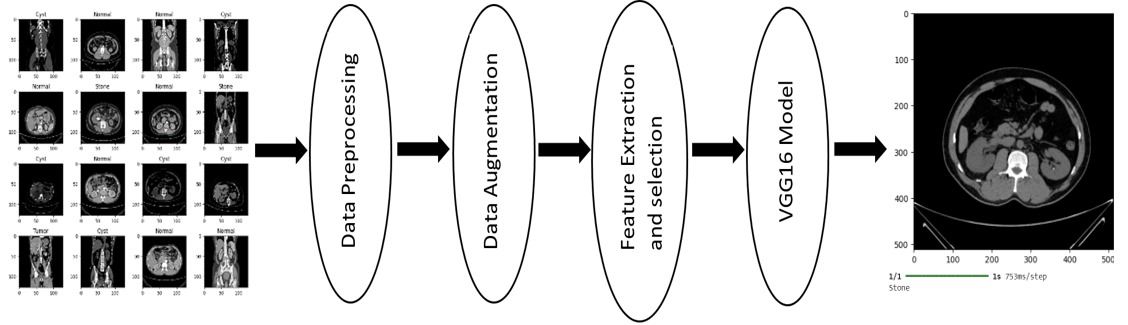 Cyst
Normal
Normal
Cyst
Normal
Stone
Normal
Stone
Cyst
Normal
Cyst
Cyst
Tumor
Cyst
Normal
Normal
Data Preprocessing
Data Augmentation
Feature Extraction
and selection
VGG16 Model
1/1 1s 753ms/step
Stone
0
100
200
300
400
500
0 100 200 300 400 500